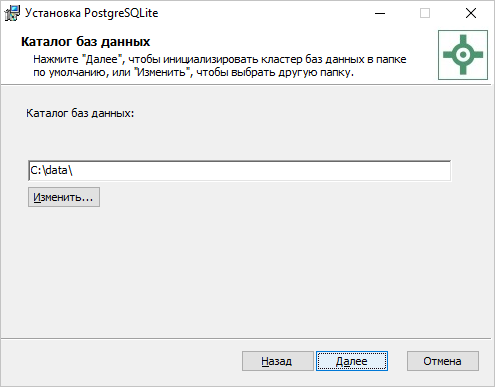 Установка PostgreSQLite
Каталог баз данных
Нажмите "Далее", чтобы инициализировать кластер баз данных в папке
по умолчанию, или "Изменить", чтобы выбрать другую папку.
Каталог баз данных:
C:\data\
Изменить...
Назад Далее Отмена